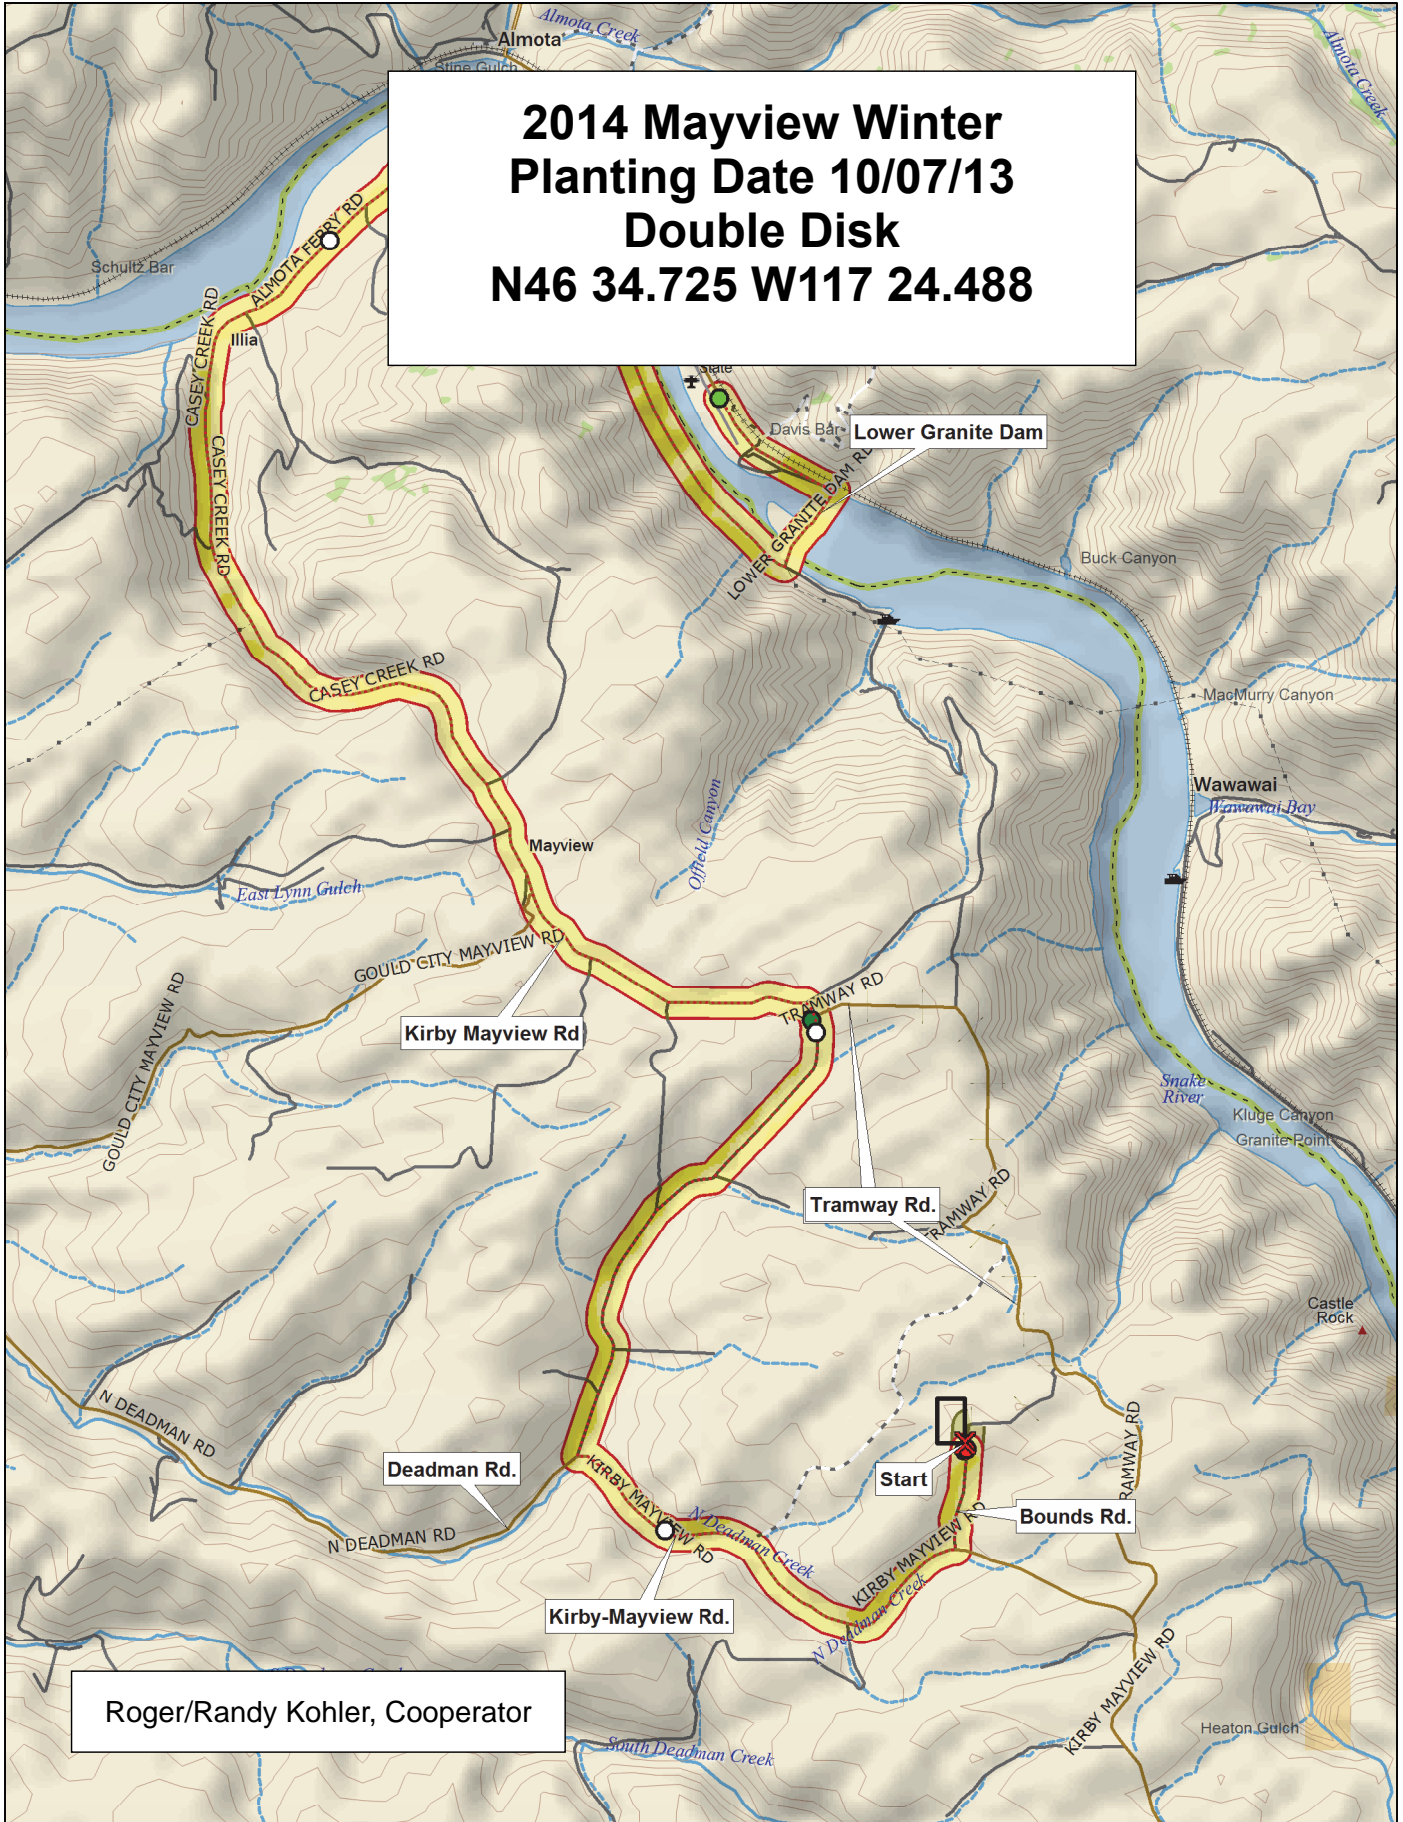 Almota Creek
Almota
Stine Gulch
Almota Creek
2014 Mayview Winter
Planting Date 10/07/13
Double Disk
N46 34.725 W117 24.488
ALMOTA FERRY RD
Schultz Bar
Illia
CASEY CREEK RD
CASEY CREEK RD
State
Davis Bar
Lower Granite Dam
LOWER GRANITE DAM RD
Buck Canyon
CASEY CREEK RD
MacMurry Canyon
Wawawai
Wawawai Bay
Offield Canyon
Mayview
East Lynn Gulch
GOULD CITY MAYVIEW RD
GOULD CITY MAYVIEW RD
Kirby Mayview Rd
TRAMWAY RD
Snake
River
Kluge Canyon
Granite Point
Tramway Rd.
TRAMWAY RD
Castle
Rock
N DEADMAN RD
Deadman Rd.
N DEADMAN RD
KIRBY MAYVIEW RD
N Deadman Creek
Start
Bounds Rd.
TRAMWAY RD
KIRBY MAYVIEW RD
N Deadman Creek
Kirby-Mayview Rd.
KIRBY MAYVIEW RD
Heaton Gulch
Roger/Randy Kohler, Cooperator
South Deadman Creek